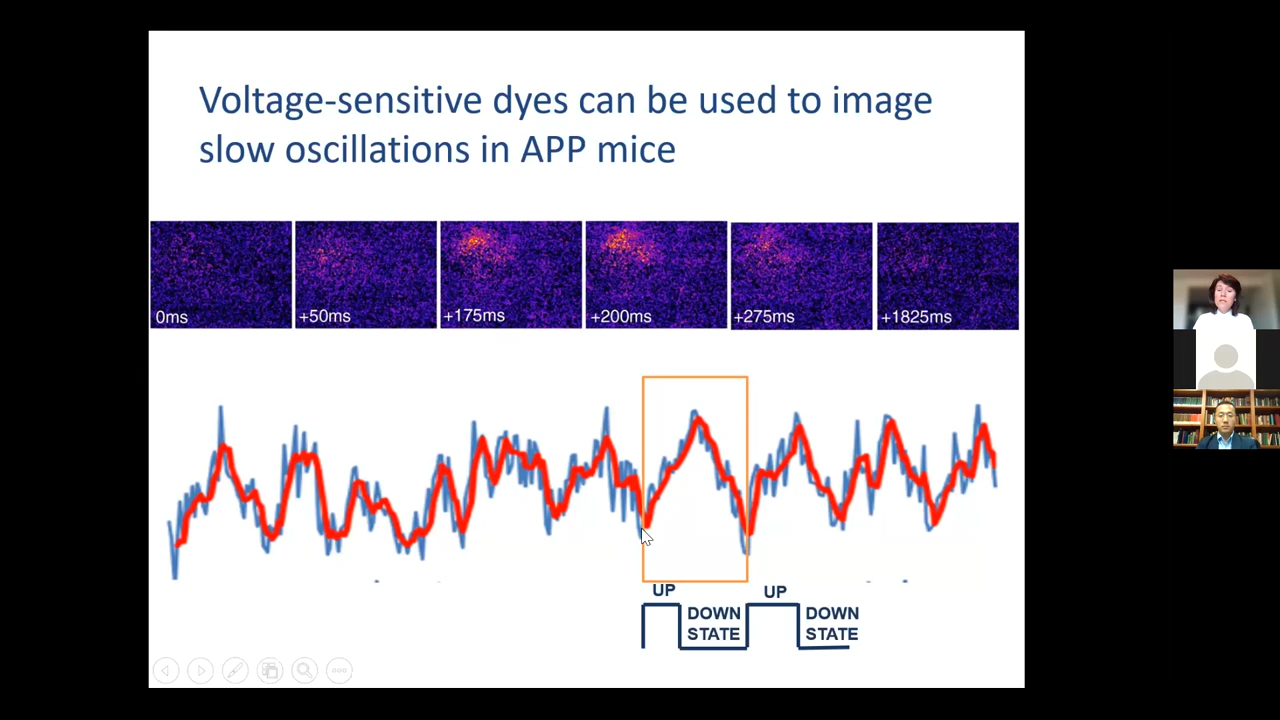 Voltage-sensitive dyes can be used to image
slow oscillations in APP mice
0ms
+50ms
+175ms
+200ms
+275ms
+1825ms
UP
DOWN
STATE
UP
DOWN
STATE